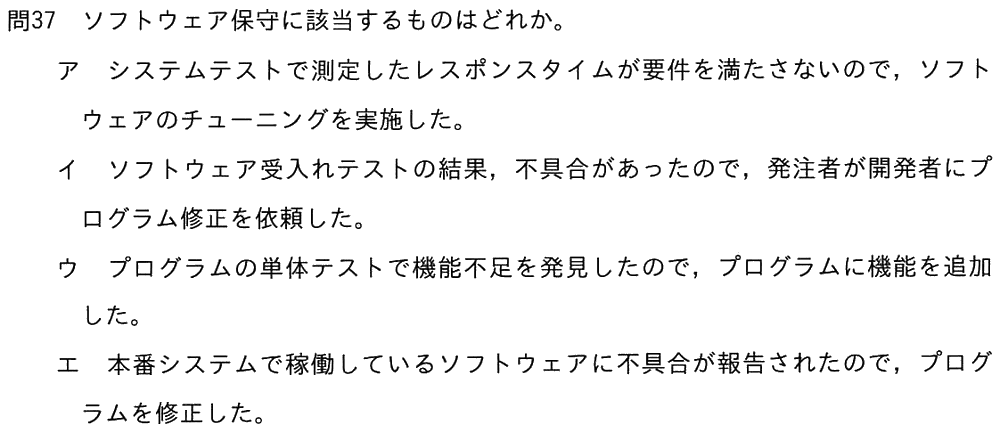 問37 ソフトウェア保守に該当するものはどれか。
ア システムテストで測定したレスポンスタイムが要件を満たさないので，ソフト
ウェアのチューニングを実施した。
イ ソフトウェア受入れテストの結果，不具合があったので，発注者が開発者にプ
ログラム修正を依頼した。
ウ プログラムの単体テストで機能不足を発見したので，プログラムに機能を追加
した。
エ 本番システムで稼働しているソフトウェアに不具合が報告されたので，プログ
ラムを修正した。